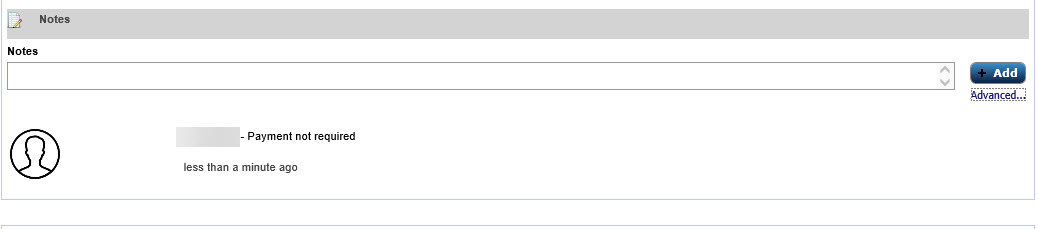 Notes
Notes
+ Add
Advanced...
- Payment not required
less than a minute ago